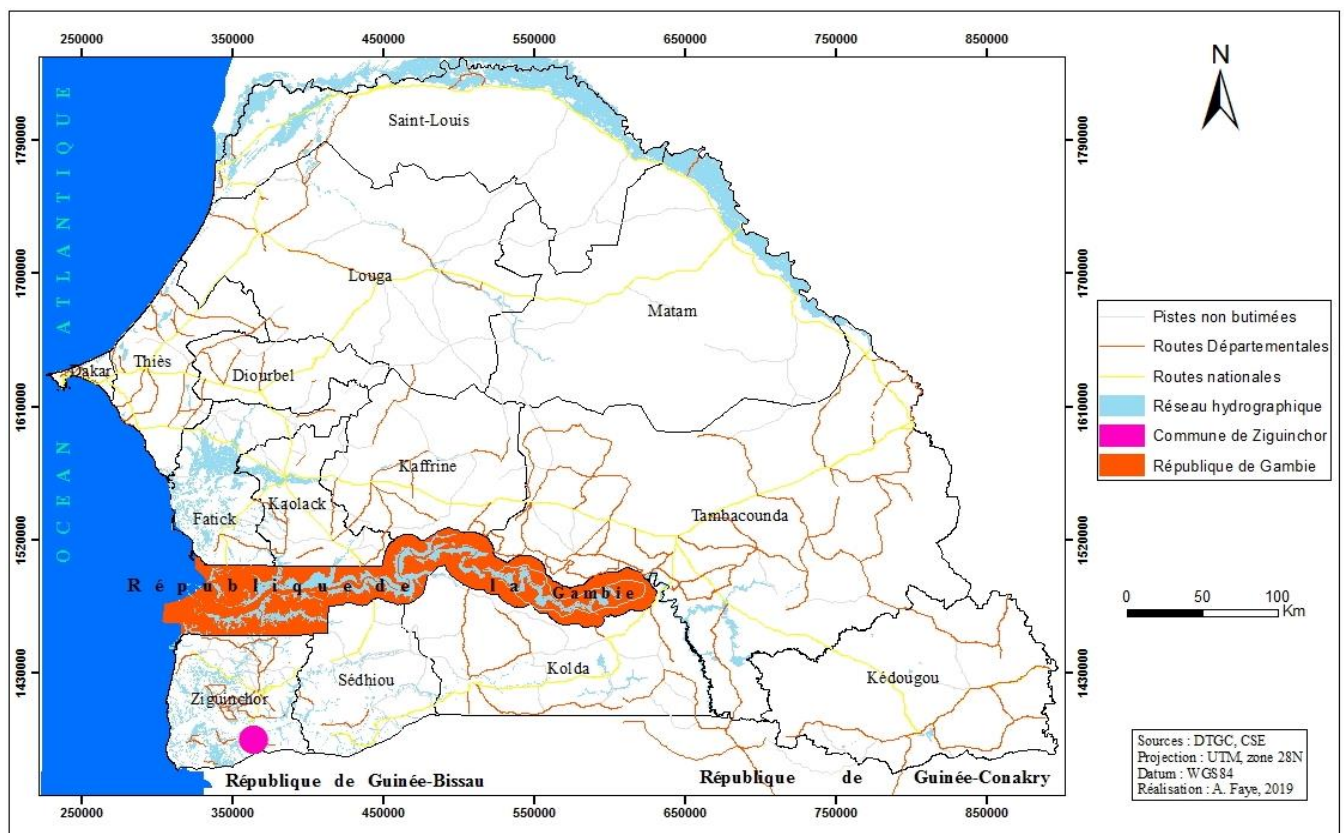 250000 350000 450000 550000 650000 750000 850000
N
1790000 1790000
1700000 1700000
1610000 1610000
1520000 1520000
1430000 1430000
OCEAN ATLANTIQUE
Saint-Louis
Louga
Matam
Dakar
Thiès
Diourbel
Kaffrine
Fatick
Kaolack
Tambacounda
République de la Gambie
Ziguinchor
Sédhiou
Kolda
Kédougou
République de Guinée-Bissau
République de Guinée-Conakry
250000 350000 450000 550000 650000 750000 850000
Pistes non butimées
Routes Départementales
Routes nationales
Réseau hydrographique
Commune de Ziguinchor
République de Gambie
0 50 100
Km
Sources : DTGC, CSE
Projection : UTM, zone 28N
Datum : WGS84
Réalisation : A. Faye, 2019